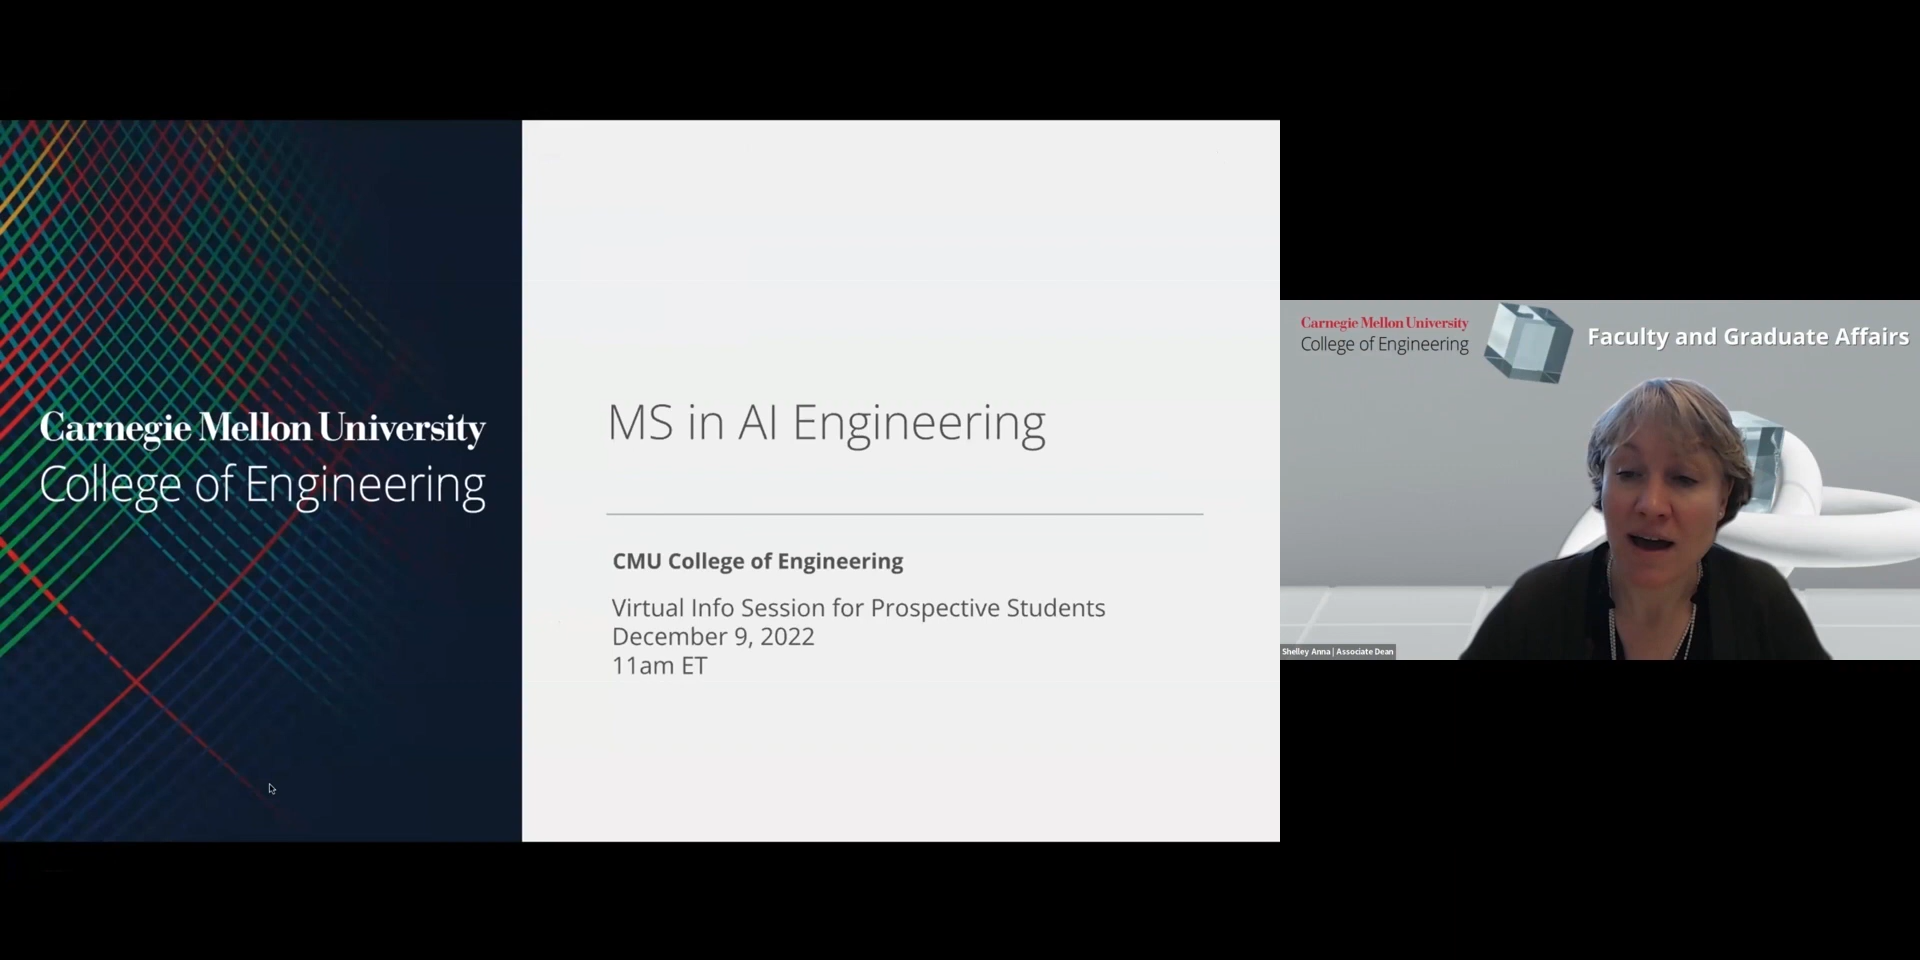 Carnegie Mellon University
College of Engineering
MS in AI Engineering
CMU College of Engineering
Virtual Info Session for Prospective Students
December 9, 2022
11am ET
Carnegie Mellon University
College of Engineering
Faculty and Graduate Affairs
Shelley Anna | Associate Dean